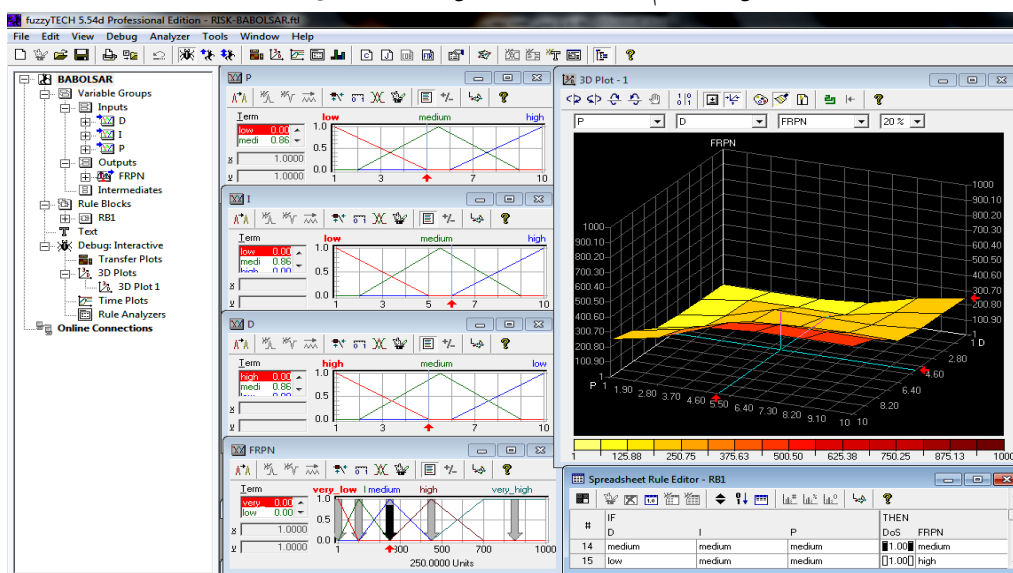 fuzzyTECH 5.54d Professional Edition - RISK-BABOLSAR.ftl
File Edit View Debug Analyzer Tools Window Help
BABOLSAR
Variable Groups
Inputs
D
I
P
Outputs
FRPN
Intermediates
Rule Blocks
RB1
Text
Debug: Interactive
Transfer Plots
3D Plots
3D Plot 1
Time Plots
Rule Analyzers
Online Connections
P
Term low medium high
low 0.00
medi 0.86
1.0
0.5
0.0
x 1.0000
y 1.0000
1 3 7 10
I
Term low medium high
low 0.00
medi 0.86
high 0.00
1.0
0.5
0.0
x
y
1 3 5 7 10
D
Term high medium low
high 0.00
medi 0.86
low 0.00
1.0
0.5
0.0
x
y
1 3 7 10
FRPN
Term very_low l medium high very_high
very 0.00
low 0.00
1.0
0.5
0.0
x 1.0000
y 1.0000
1 300 500 700 1000
250.0000 Units
3D Plot - 1
P D FRPN 20 %
FRPN
1000
900.10
800.20
700.30
600.40
500.50
400.60
300.70
200.80
100.90
1
1000
900.10
800.20
700.30
600.40
500.50
400.60
300.70
200.80
100.90
1 D
2.80
4.60
6.40
8.20
10
P 1 1.90 2.80 3.70 4.60 5.50 6.40 7.30 8.20 9.10 10
1 125.88 250.75 375.63 500.50 625.38 750.25 875.13 1000
Spreadsheet Rule Editor - RB1
IF THEN
# D I P DoS FRPN
14 medium medium medium 1.00 medium
15 low medium medium 1.00 high